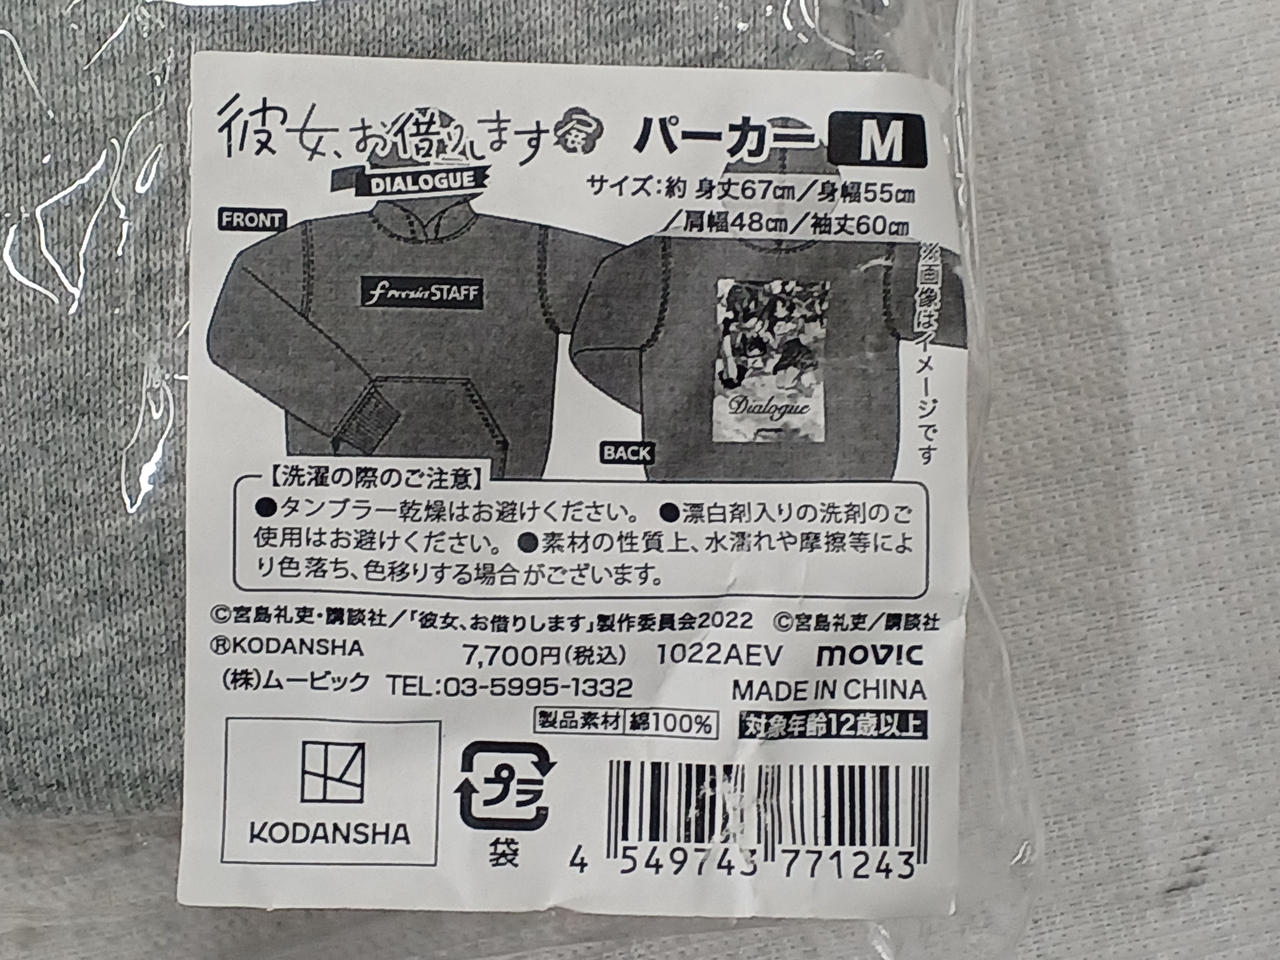 彼女、お借りします展 パーカー M
DIALOGUE
サイズ：約 身丈67㎝／身幅55㎝
／肩幅48㎝／袖丈60㎝
FRONT
STAFF
Dialogue
BACK
※画像はイメージです
【洗濯の際のご注意】
●タンブラー乾燥はお避けください。 ●漂白剤入りの洗剤のご
使用はお避けください。 ●素材の性質上、水濡れや摩擦等によ
り色落ち、色移りする場合がございます。
©宮島礼吏・講談社／「彼女、お借りします」製作委員会2022 ©宮島礼吏／講談社
®KODANSHA 7,700円(税込) 1022AEV movic
(株)ムービック TEL:03-5995-1332 MADE IN CHINA
製品素材 綿100% 対象年齢12歳以上
KODANSHA
プラ
袋
4 549743 771243